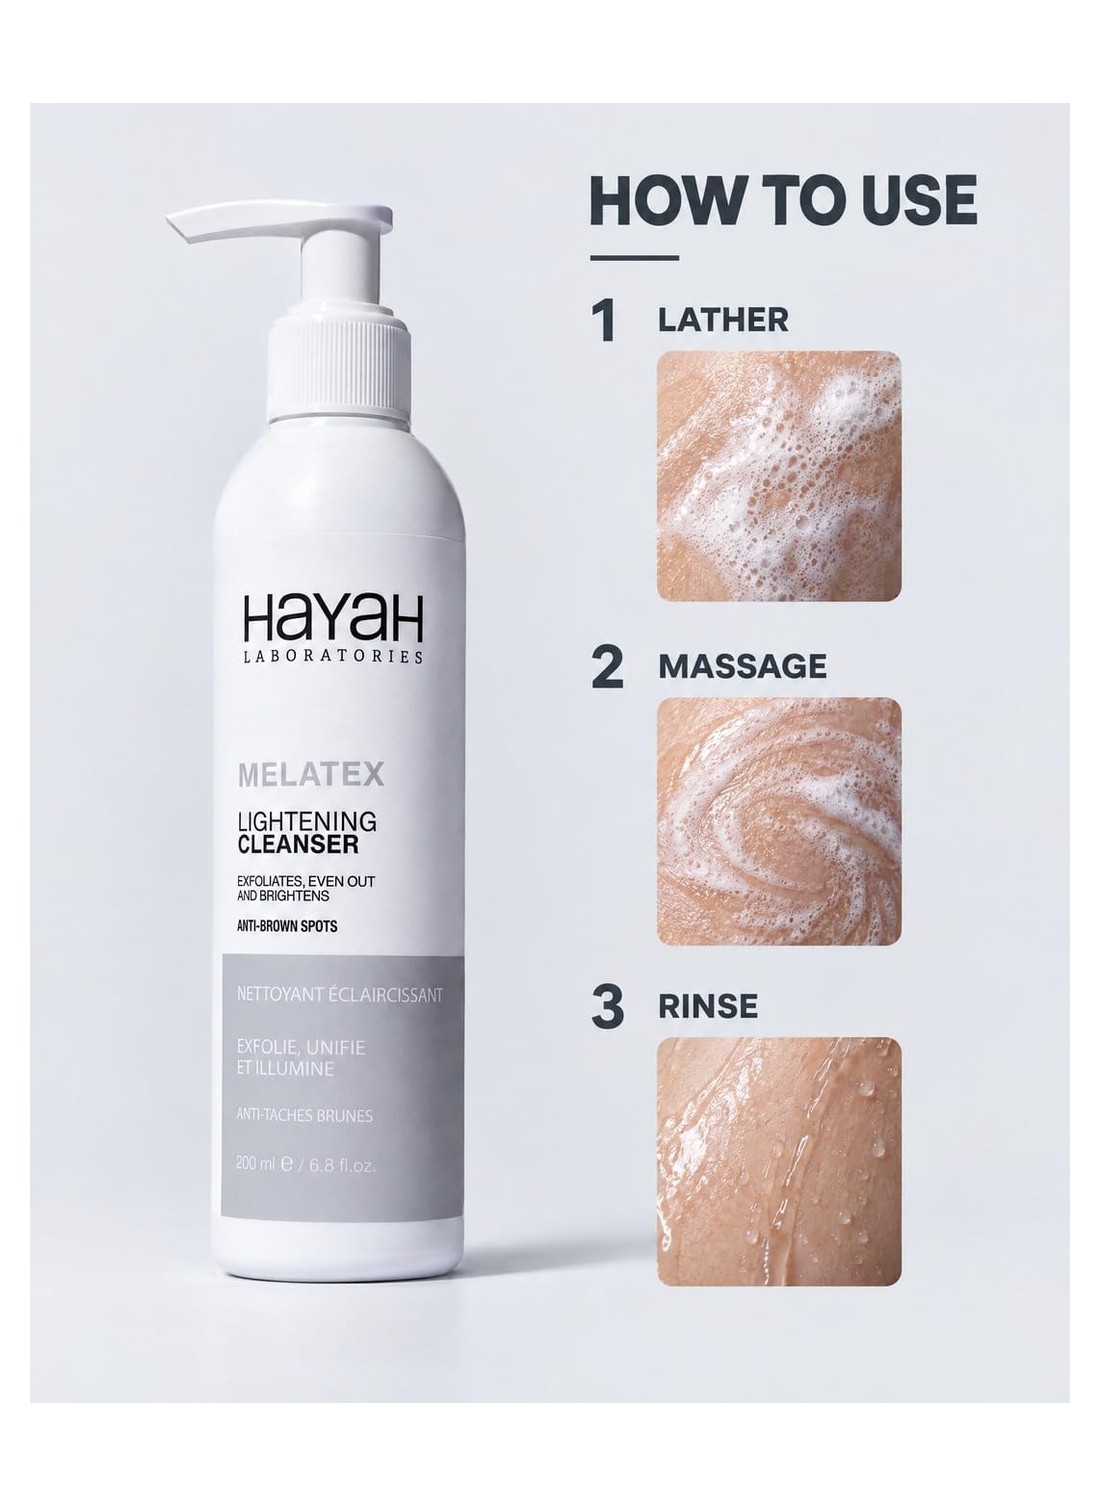 HOW TO USE
1 LATHER
2 MASSAGE
3 RINSE
HAYAH
LABORATORIES
MELATEX
LIGHTENING
CLEANSER
EXFOLIATES, EVEN OUT
AND BRIGHTENS
ANTI-BROWN SPOTS
NETTOYANT ÉCLAIRCISSANT
EXFOLIE, UNIFIE
ET ILLUMINE
ANTI-TACHES BRUNES
200 ml ℮ / 6.8 fl.oz.